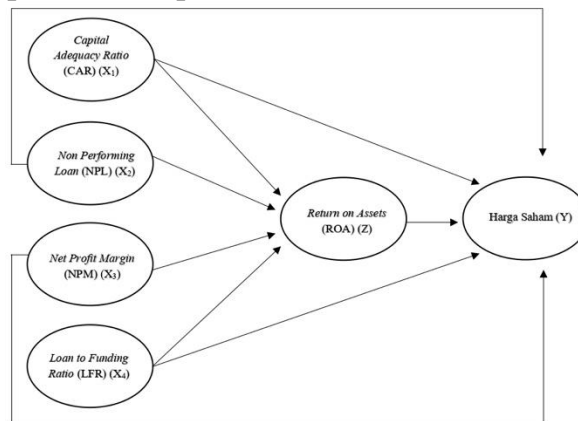 Capital
Adequacy Ratio
(CAR) (X₁)
Non Performing
Loan (NPL) (X₂)
Return on Assets
(ROA) (Z)
Harga Saham (Y)
Net Profit Margin
(NPM) (X₃)
Loan to Funding
Ratio (LFR) (X₄)